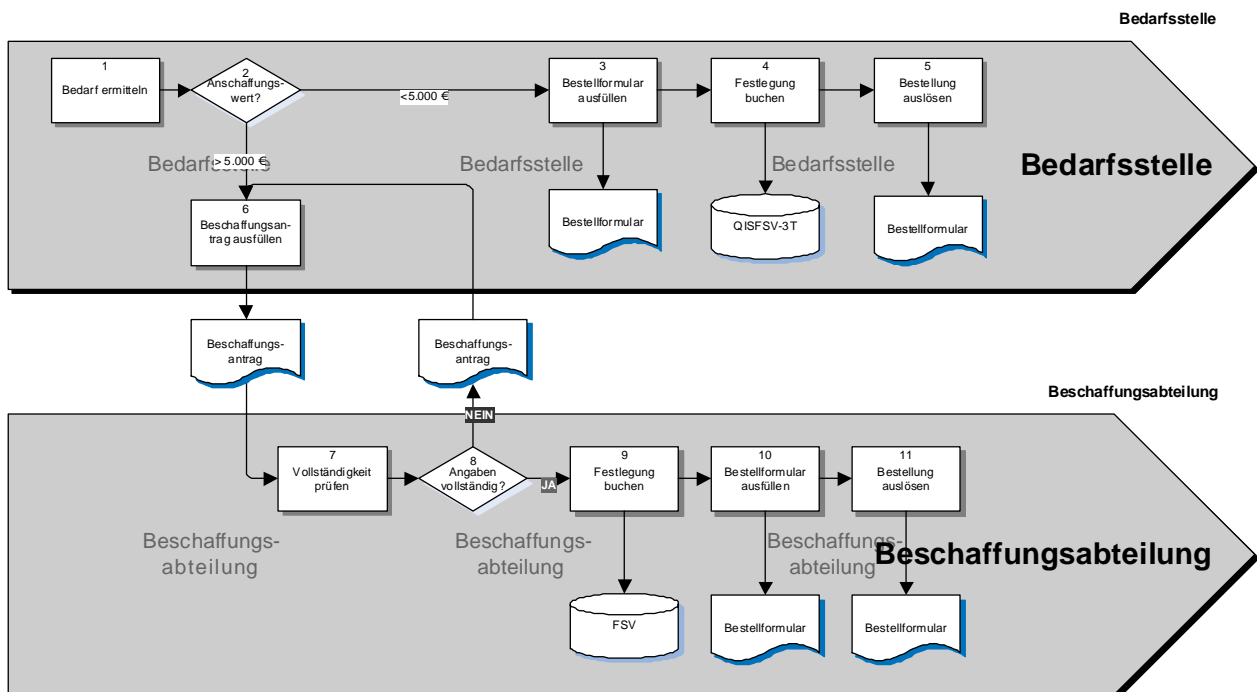 Bedarfsstelle
1
Bedarf ermitteln
2
Anschaffungs-
wert?
<5.000 €
3
Bestellformular
ausfüllen
4
Festlegung
buchen
5
Bestellung
auslösen
>5.000 €
Bedarfsstelle
Bedarfsstelle
Bedarfsstelle
Bedarfsstelle
6
Beschaffungsan-
trag ausfüllen
Bestellformular
QISFSV-3T
Bestellformular
Beschaffungs-
antrag
Beschaffungs-
antrag
Beschaffungsabteilung
NEIN
7
Vollständigkeit
prüfen
8
Angaben
vollständig?
JA
9
Festlegung
buchen
10
Bestellformular
ausfüllen
11
Bestellung
auslösen
Beschaffungs-
abteilung
Beschaffungs-
abteilung
Beschaffungs-
abteilung
Beschaffungsabteilung
FSV
Bestellformular
Bestellformular